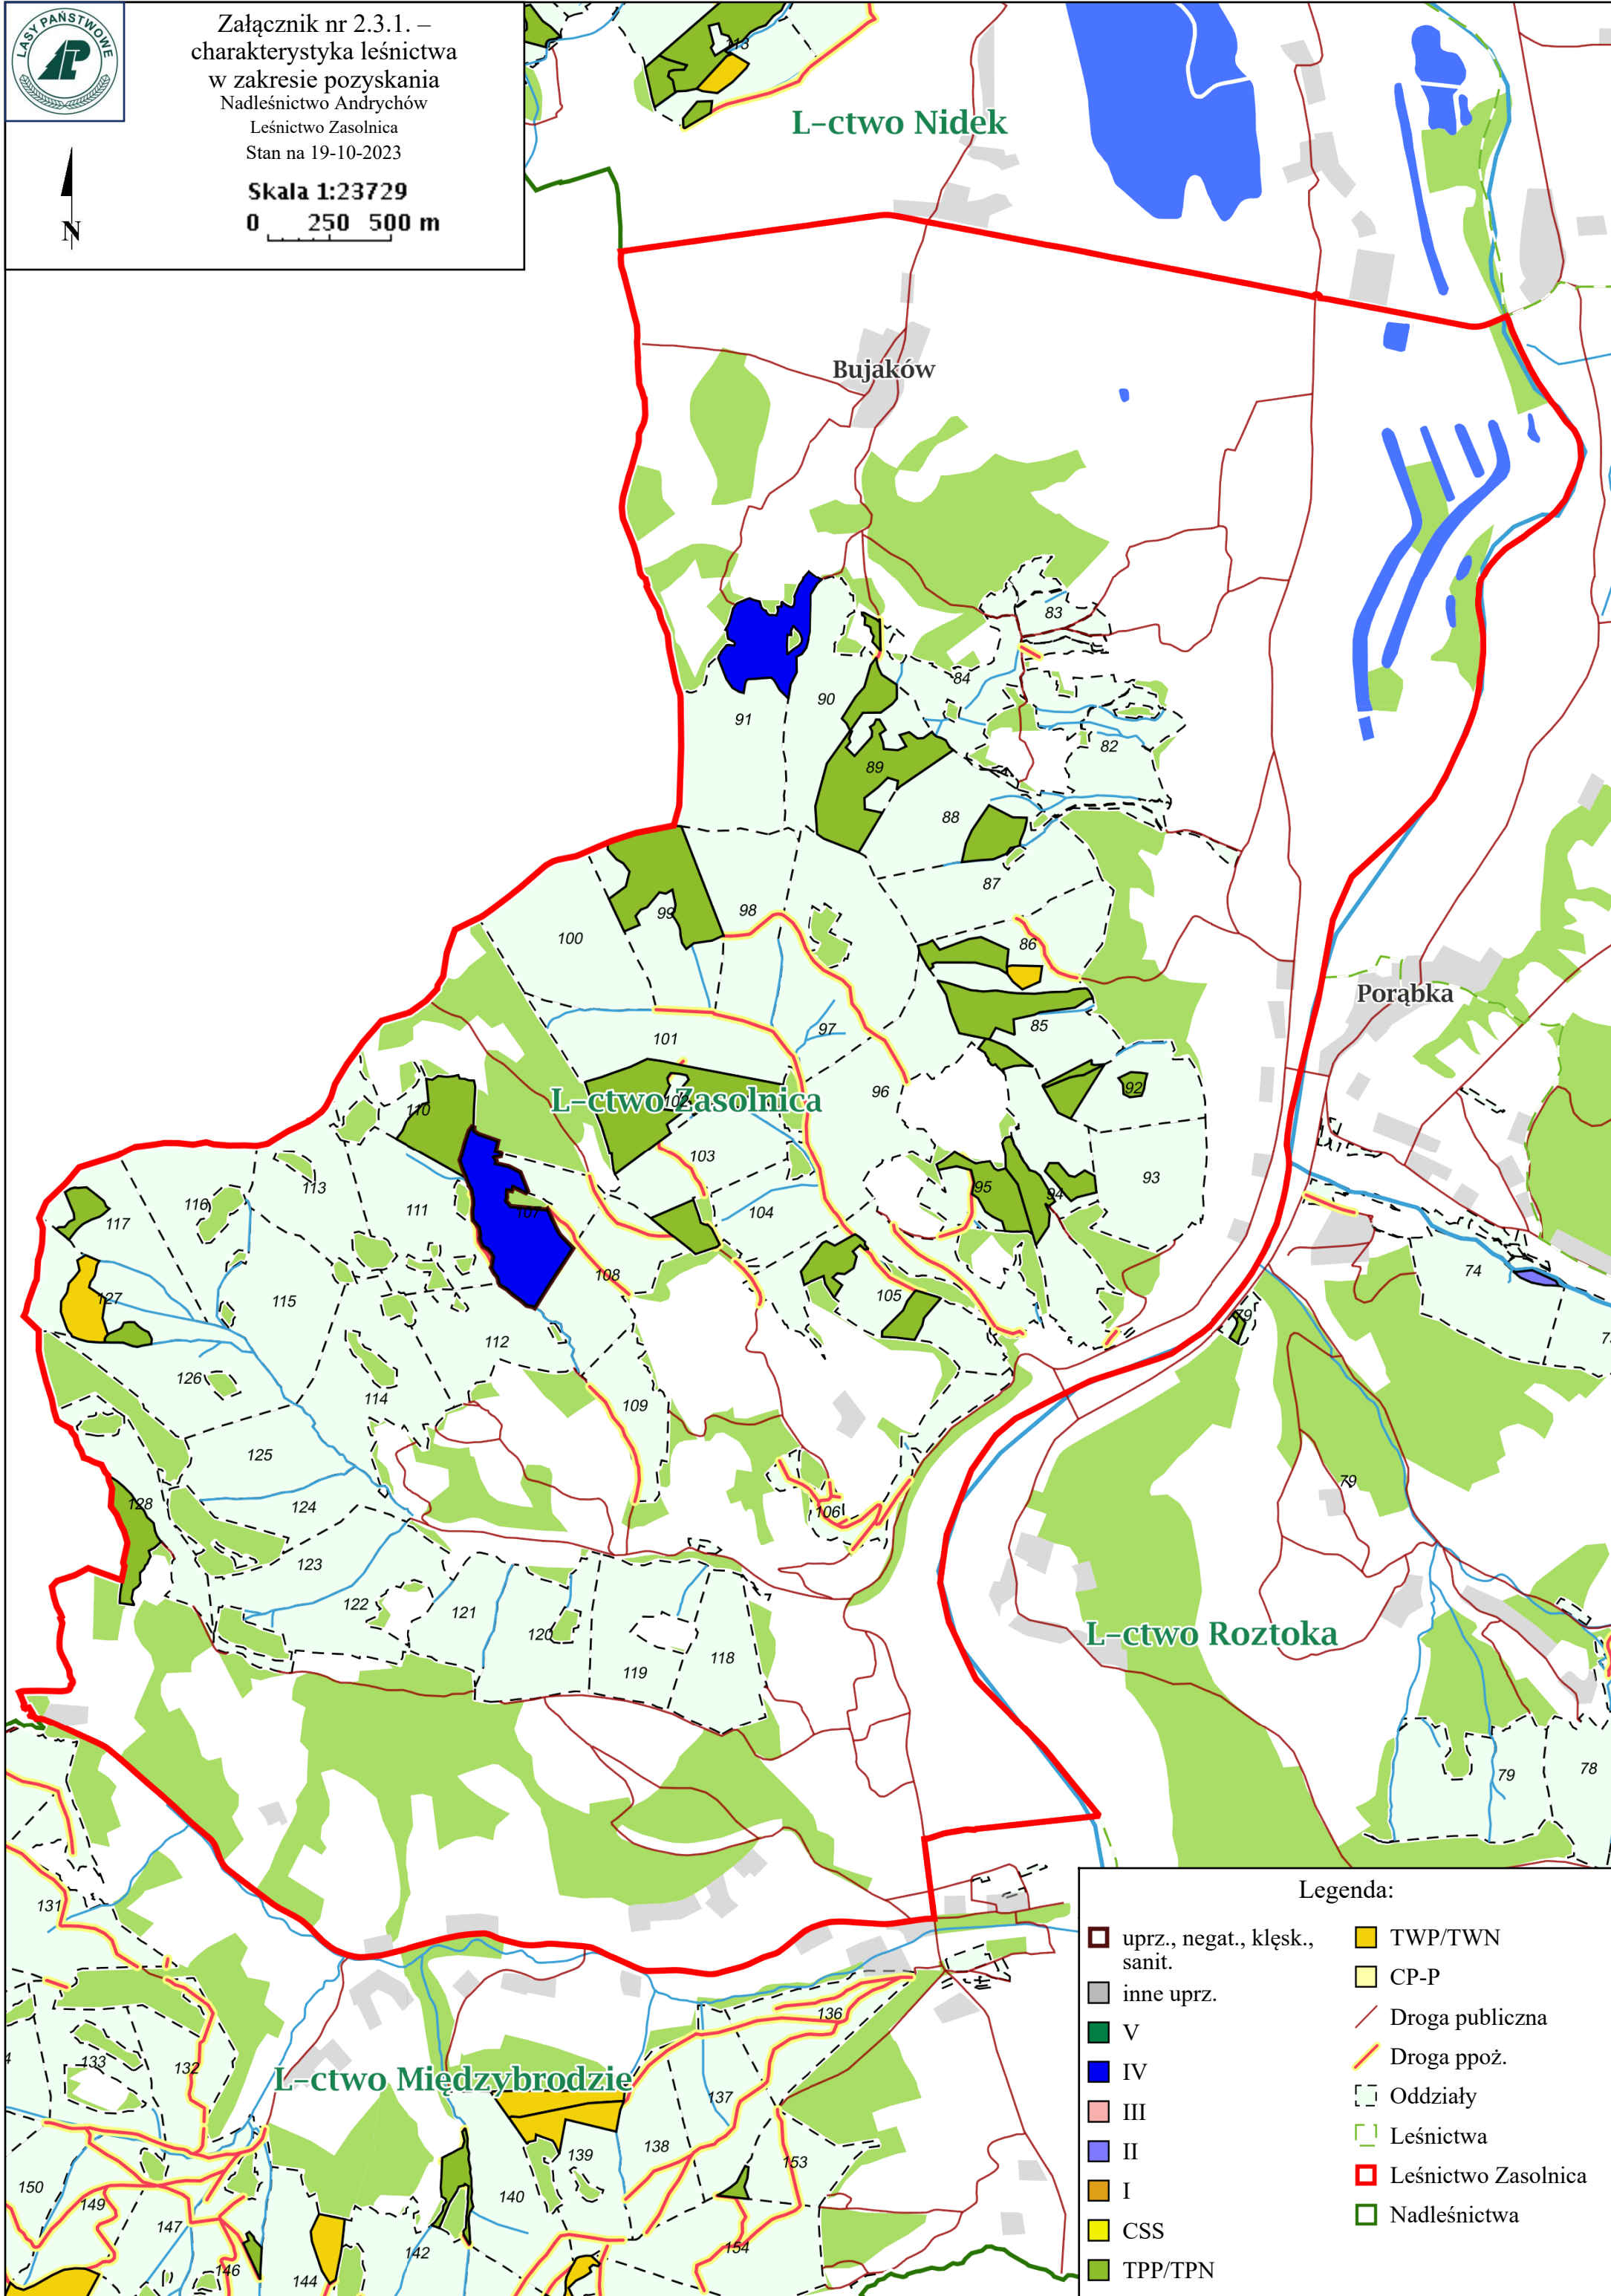 LASY PAŃSTWOWE
Załącznik nr 2.3.1. –
charakterystyka leśnictwa
w zakresie pozyskania
Nadleśnictwo Andrychów
Leśnictwo Zasolnica
Stan na 19-10-2023
Skala 1:23729
0 250 500 m
N
113
L-ctwo Nidek
Bujaków
83
84
90
91
82
89
88
87
98
99
86
100
Porąbka
85
97
101
92
96
L-ctwo Zasolnica
102
110
103
93
95
94
113
116
111
104
107
117
74
108
105
115
127
79
112
126
114
109
125
79
128
124
106
123
122
121
120
L-ctwo Roztoka
118
119
78
79
131
136
132
133
4
L-ctwo Międzybrodzie
137
138
139
153
150
140
149
147
142
154
146
144
Legenda:
uprz., negat., klęsk.,
sanit.
inne uprz.
V
IV
III
II
I
CSS
TPP/TPN
TWP/TWN
CP-P
Droga publiczna
Droga ppoż.
Oddziały
Leśnictwa
Leśnictwo Zasolnica
Nadleśnictwa